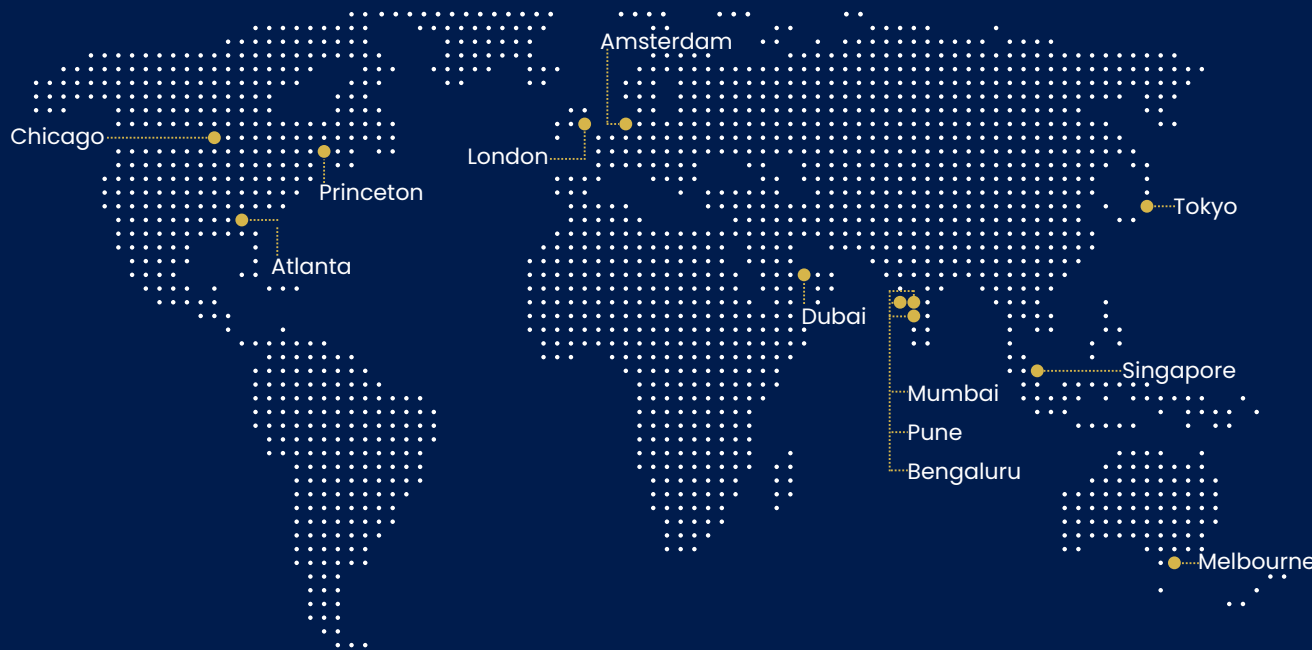 Amsterdam
Chicago
London
Princeton
Tokyo
Atlanta
Dubai
Singapore
Mumbai
Pune
Bengaluru
Melbourne